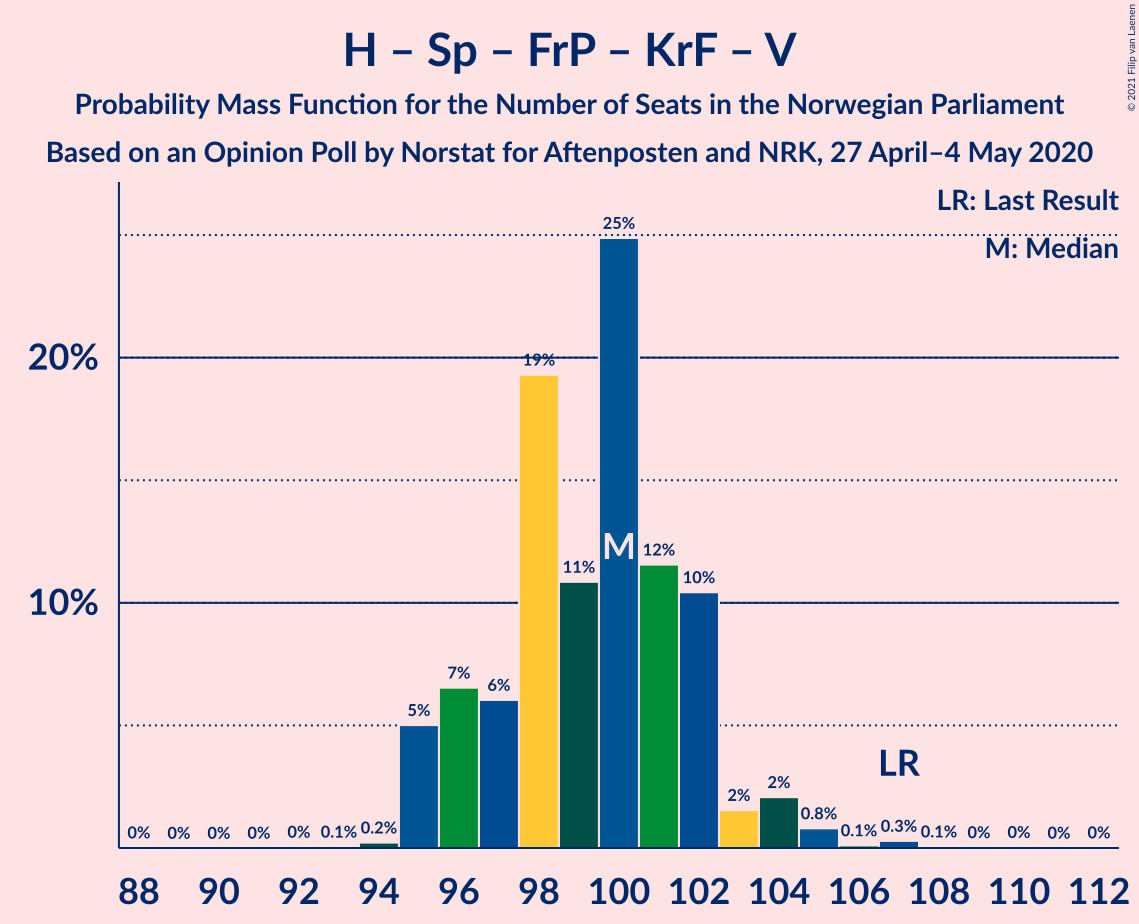 H – Sp – FrP – KrF – V
Probability Mass Function for the Number of Seats in the Norwegian Parliament
Based on an Opinion Poll by Norstat for Aftenposten and NRK, 27 April–4 May 2020
© 2021 Filip van Laenen
LR: Last Result
M: Median
25%
20%
19%
M
12%
11%
10%
10%
7%
6%
5%
LR
2%
2%
0.8%
0% 0% 0% 0% 0% 0.1% 0.2% 0.1% 0.3% 0.1% 0% 0% 0% 0%
88 90 92 94 96 98 100 102 104 106 108 110 112